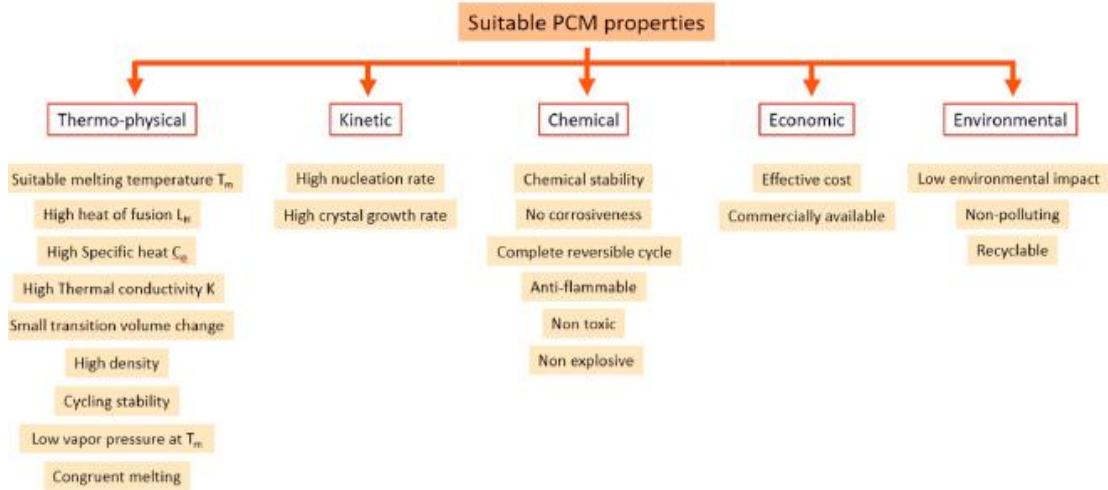 Suitable PCM properties
Thermo-physical
Kinetic
Chemical
Economic
Environmental
Suitable melting temperature Tm
High heat of fusion LH
High Specific heat Cp
High Thermal conductivity K
Small transition volume change
High density
Cycling stability
Low vapor pressure at Tm
Congruent melting
High nucleation rate
High crystal growth rate
Chemical stability
No corrosiveness
Complete reversible cycle
Anti-flammable
Non toxic
Non explosive
Effective cost
Commercially available
Low environmental impact
Non-polluting
Recyclable